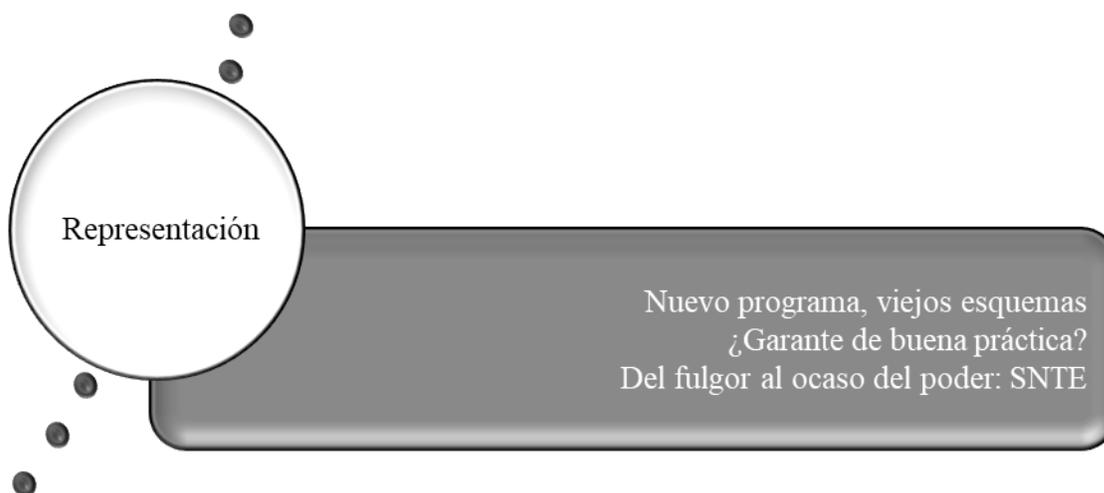 Representación
Nuevo programa, viejos esquemas
¿Garante de buena práctica?
Del fulgor al ocaso del poder: SNTE